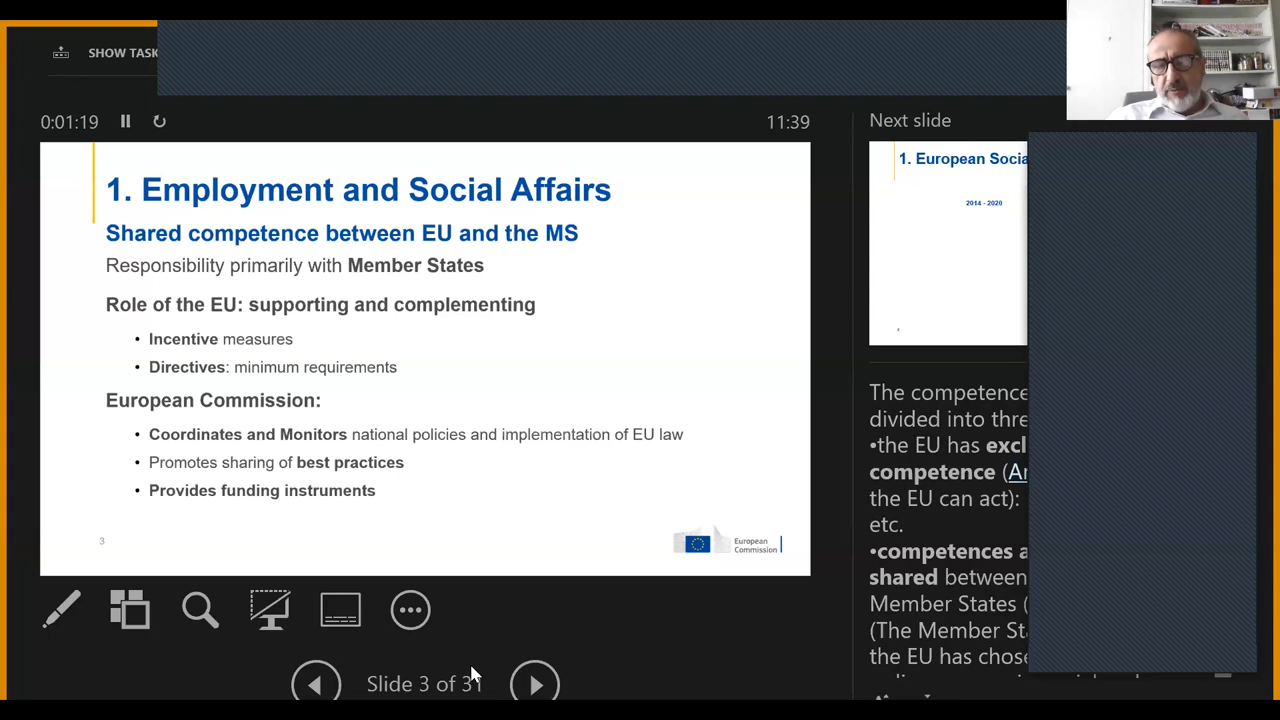 SHOW TASK
0:01:19
11:39
Next slide
1. Employment and Social Affairs
Shared competence between EU and the MS
Responsibility primarily with Member States
Role of the EU: supporting and complementing
• Incentive measures
• Directives: minimum requirements
European Commission:
• Coordinates and Monitors national policies and implementation of EU law
• Promotes sharing of best practices
• Provides funding instruments
3
European
Commission
Slide 3 of 31
1. European Socia
2014 - 2020
The competence
divided into thre
•the EU has excl
competence (Ar
the EU can act):
etc.
•competences a
shared between
Member States (
(The Member Sta
the EU has chose